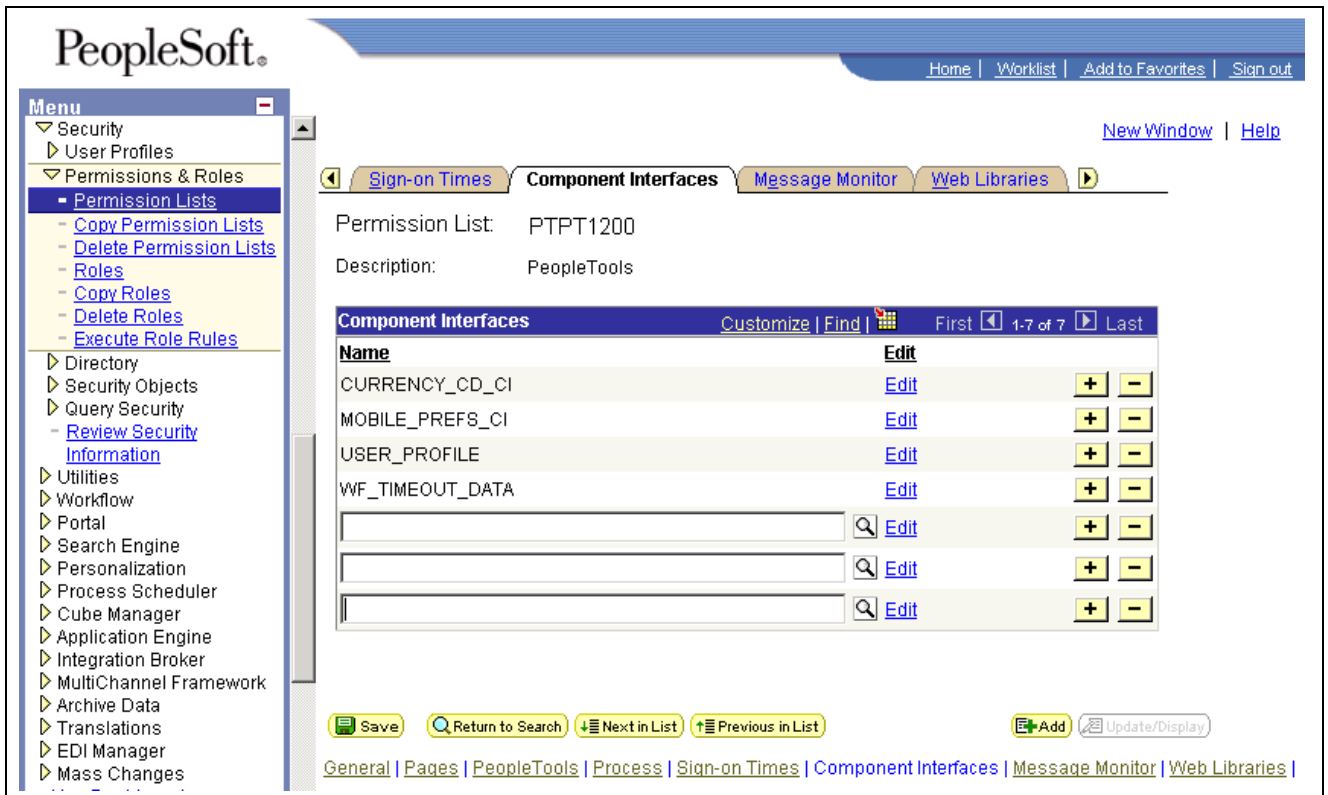 PeopleSoft®
Home | Worklist | Add to Favorites | Sign out
Menu
Security
User Profiles
Permissions & Roles
- Permission Lists
- Copy Permission Lists
- Delete Permission Lists
- Roles
- Copy Roles
- Delete Roles
- Execute Role Rules
Directory
Security Objects
Query Security
- Review Security
Information
Utilities
Workflow
Portal
Search Engine
Personalization
Process Scheduler
Cube Manager
Application Engine
Integration Broker
MultiChannel Framework
Archive Data
Translations
EDI Manager
Mass Changes
New Window | Help
Sign-on Times Component Interfaces Message Monitor Web Libraries
Permission List: PTPT1200
Description: PeopleTools
Component Interfaces Customize | Find | First 1-7 of 7 Last
Name Edit
CURRENCY_CD_CI Edit + -
MOBILE_PREFS_CI Edit + -
USER_PROFILE Edit + -
WF_TIMEOUT_DATA Edit + -
Edit + -
Edit + -
Edit + -
Save Return to Search Next in List Previous in List Add Update/Display
General | Pages | PeopleTools | Process | Sign-on Times | Component Interfaces | Message Monitor | Web Libraries |